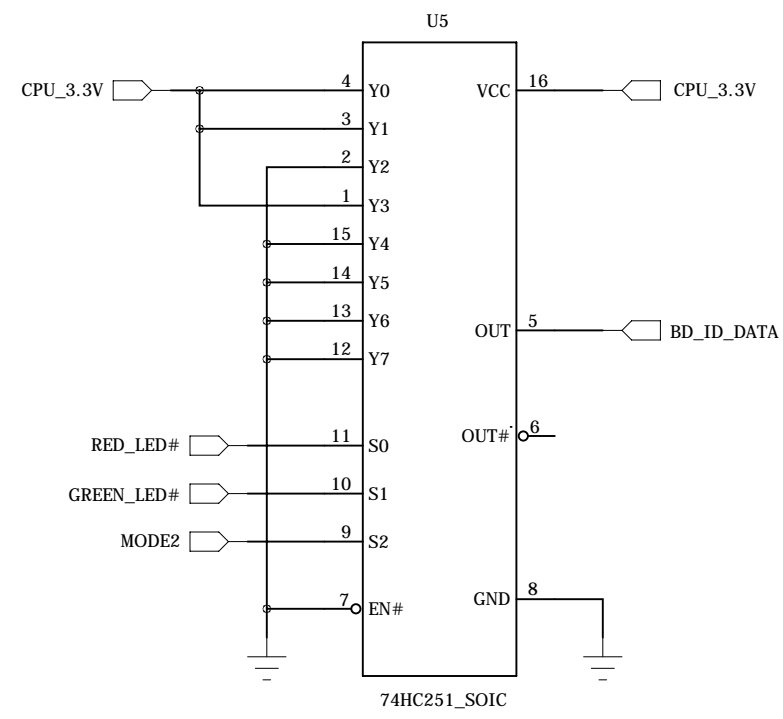 U5
CPU_3.3V 4 Y0 VCC 16 CPU_3.3V
3 Y1
2 Y2
1 Y3
15 Y4
14 Y5
13 Y6
OUT 5 BD_ID_DATA
12 Y7
RED_LED# 11 S0 OUT# 6
GREEN_LED# 10 S1
MODE2 9 S2
7 EN# GND 8
74HC251_SOIC